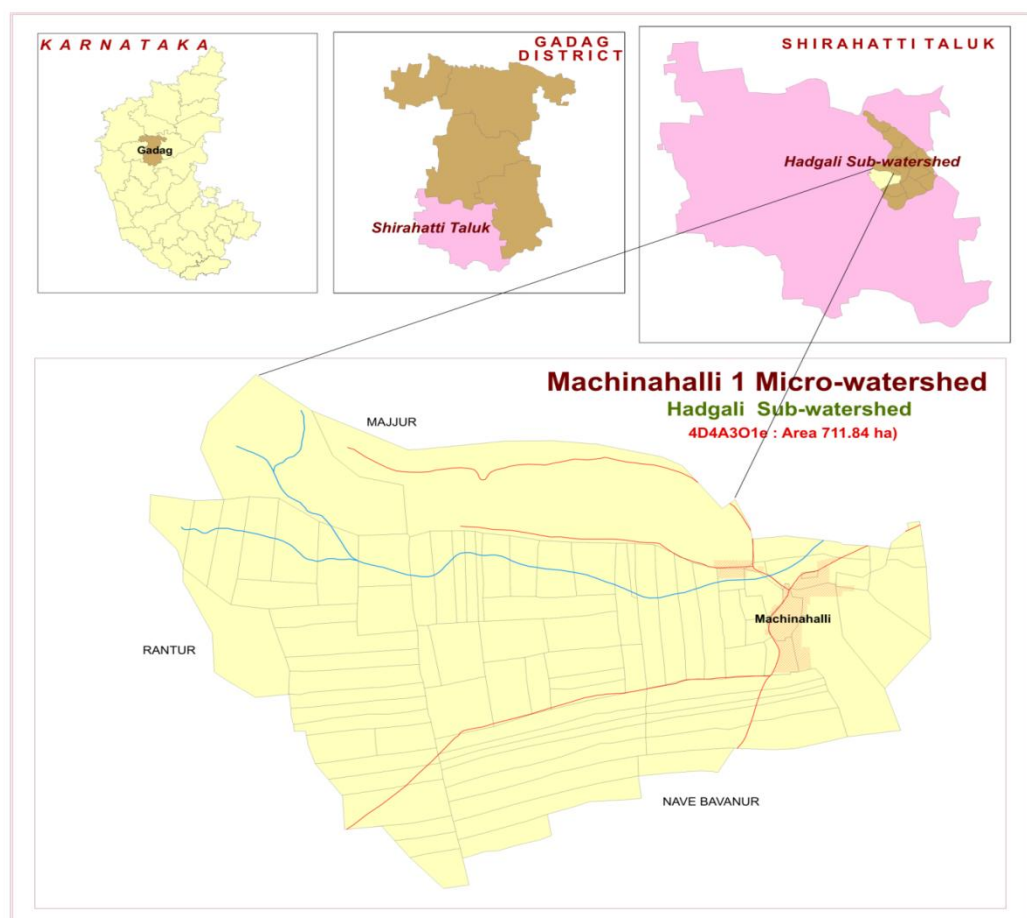 KARNATAKA
Gadag
GADAG
DISTRICT
Shirahatti Taluk
SHIRAHATTI TALUK
Hadgali Sub-watershed
Machinahalli 1 Micro-watershed
Hadgali Sub-watershed
4D4A3O1e : Area 711.84 ha)
MAJJUR
Machinahalli
RANTUR
NAVE BAVANUR